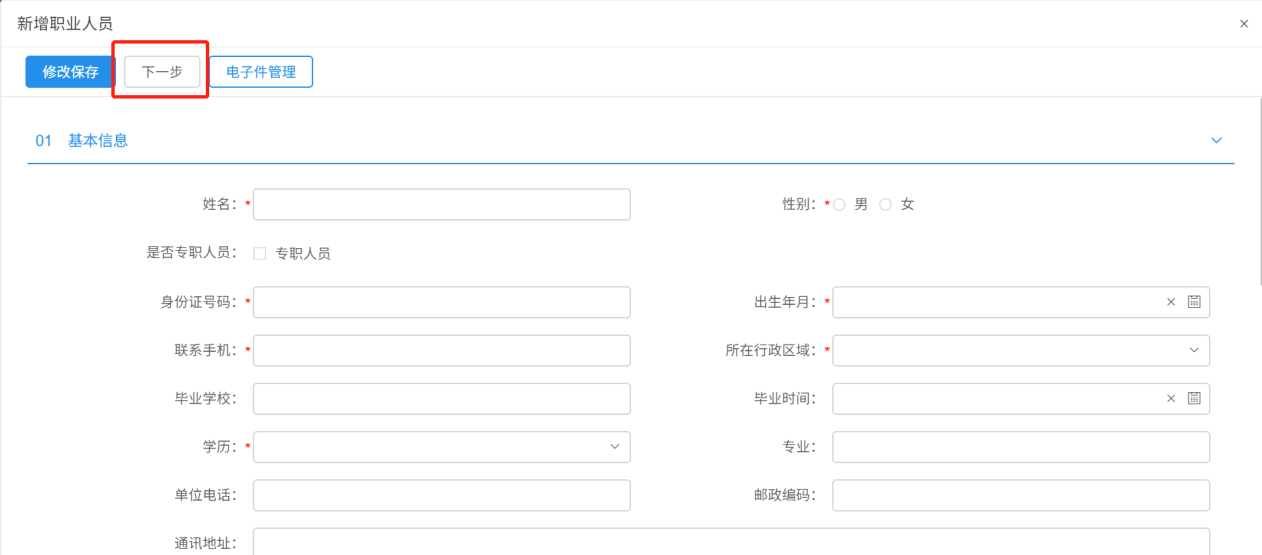 新增职业人员
修改保存 下一步 电子件管理
01 基本信息
姓名：* 性别：* 男 女
是否专职人员： 专职人员
身份证号码：* 出生年月：*
联系手机：* 所在行政区域：*
毕业学校： 毕业时间：
学历：* 专业：
单位电话： 邮政编码：
通讯地址：